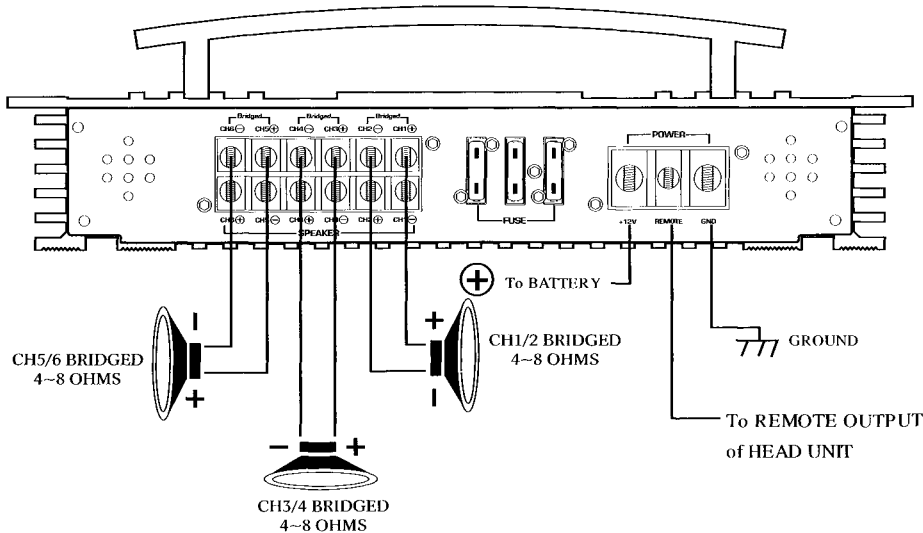 Bridged Bridged Bridged
CH6⊖ CH5⊕ CH4⊖ CH3⊕ CH2⊖ CH1⊕
POWER
CH6⊕ CH5⊖ CH4⊕ CH3⊖ CH2⊕ CH1⊖
SPEAKER
FUSE
+12V REMOTE GND
⊕ To BATTERY
GROUND
− +
CH5/6 BRIDGED
4~8 OHMS
+ −
CH1/2 BRIDGED
4~8 OHMS
To REMOTE OUTPUT
of HEAD UNIT
− +
CH3/4 BRIDGED
4~8 OHMS